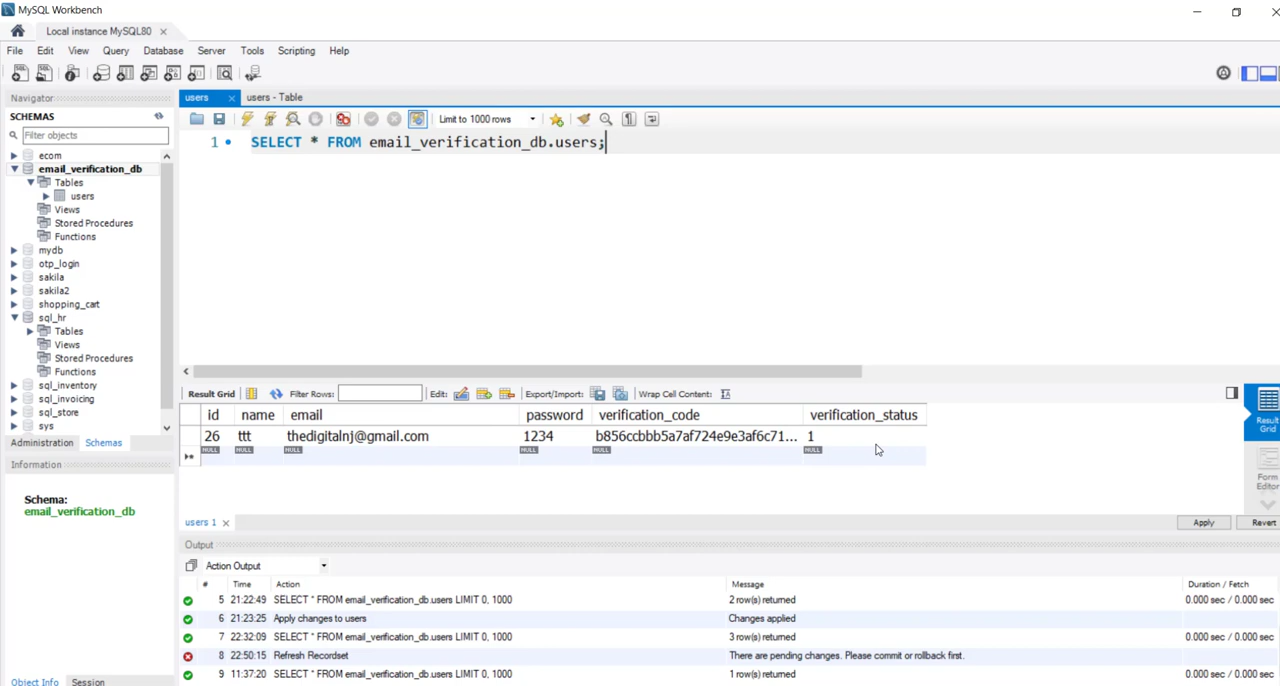 MySQL Workbench
Local instance MySQL80 ×
File Edit View Query Database Server Tools Scripting Help
Navigator
users × users - Table
SCHEMAS
Filter objects
Limit to 1000 rows
1 • SELECT * FROM email_verification_db.users;
ecom
email_verification_db
Tables
users
Views
Stored Procedures
Functions
mydb
otp_login
sakila
sakila2
shopping_cart
sql_hr
Tables
Views
Stored Procedures
Functions
sql_inventory
sql_invoicing
sql_store
sys
Administration Schemas
Information
Schema:
email_verification_db
Object Info Session
Result Grid Filter Rows: Edit: Export/Import: Wrap Cell Content:
id name email password verification_code verification_status
26 ttt thedigitalnj@gmail.com 1234 b856ccbbb5a7af724e9e3af6c71... 1
NULL NULL NULL NULL NULL NULL
Result
Grid
Form
Editor
users 1 × Apply Revert
Output
Action Output
# Time Action Message Duration / Fetch
5 21:22:49 SELECT * FROM email_verification_db.users LIMIT 0, 1000 2 row(s) returned 0.000 sec / 0.000 sec
6 21:23:25 Apply changes to users Changes applied
7 22:32:09 SELECT * FROM email_verification_db.users LIMIT 0, 1000 3 row(s) returned 0.000 sec / 0.000 sec
8 22:50:15 Refresh Recordset There are pending changes. Please commit or rollback first.
9 11:37:20 SELECT * FROM email_verification_db.users LIMIT 0, 1000 1 row(s) returned 0.000 sec / 0.000 sec